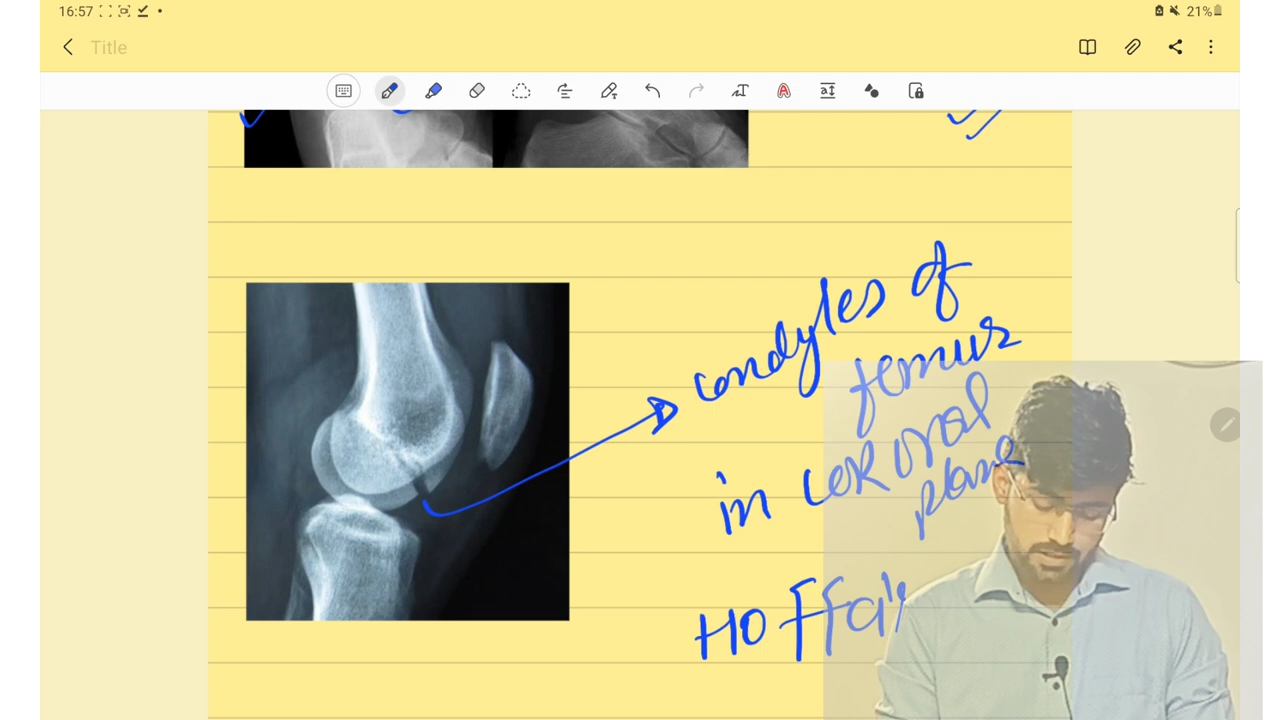 16:57
21%
Title
condyles of
femur
in CORONAL
plane
HOffa's